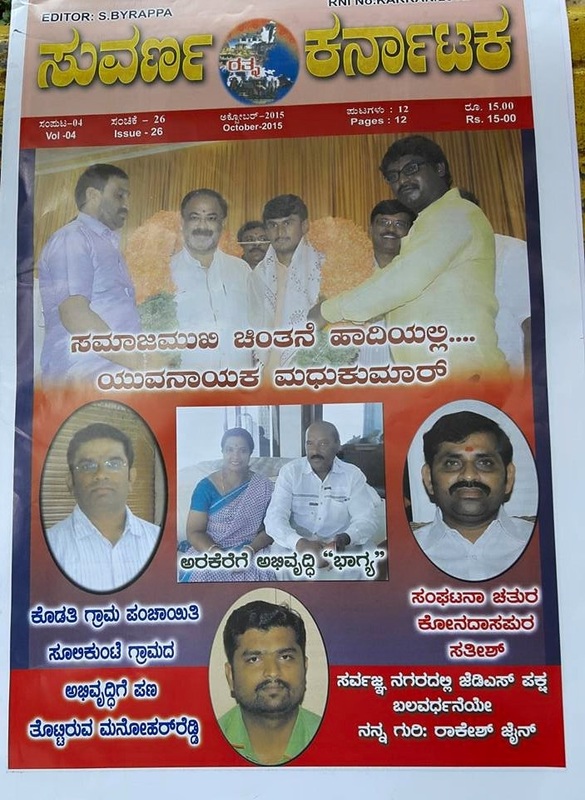 EDITOR: S.BYRAPPA
ಸುವರ್ಣ ರತ್ನ ಕರ್ನಾಟಕ
ಸಂಪುಟ-04 ಸಂಚಿಕೆ - 26 ಅಕ್ಟೋಬರ್-2015 ಪುಟಗಳು : 12 ರೂ. 15.00
Vol -04 Issue - 26 October-2015 Pages : 12 Rs. 15-00
ಸಮಾಜಮುಖಿ ಚಿಂತನೆ ಹಾದಿಯಲ್ಲಿ....
ಯುವನಾಯಕ ಮಧುಕುಮಾರ್
ಅರಕೆರೆಗೆ ಅಭಿವೃದ್ಧಿ "ಭಾಗ್ಯ"
ಕೊಡತಿ ಗ್ರಾಮ ಪಂಚಾಯಿತಿ
ಸೂಲಿಕುಂಟೆ ಗ್ರಾಮದ
ಅಭಿವೃದ್ಧಿಗೆ ಪಣ
ತೊಟ್ಟಿರುವ ಮನೋಹರ್‌ರೆಡ್ಡಿ
ಸಂಘಟನಾ ಚತುರ
ಕೋನದಾಸಪುರ
ಸತೀಶ್
ಸರ್ವಜ್ಞ ನಗರದಲ್ಲಿ ಜೆಡಿಎಸ್ ಪಕ್ಷ
ಬಲವರ್ಧನೆಯೇ
ನನ್ನ ಗುರಿ: ರಾಕೇಶ್ ಜೈನ್